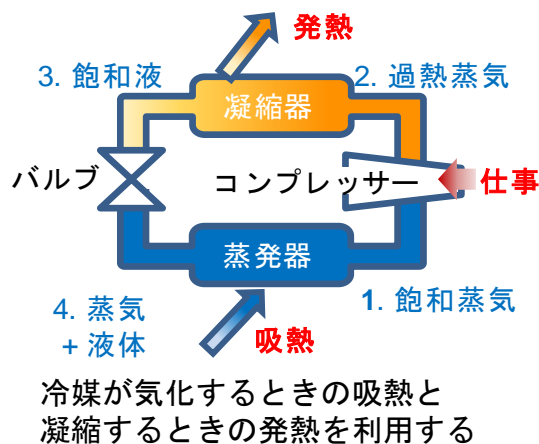 発熱
3. 飽和液
2. 過熱蒸気
凝縮器
バルブ
コンプレッサー
仕事
蒸発器
4. 蒸気
+ 液体
吸熱
1. 飽和蒸気
冷媒が気化するときの吸熱と
凝縮するときの発熱を利用する